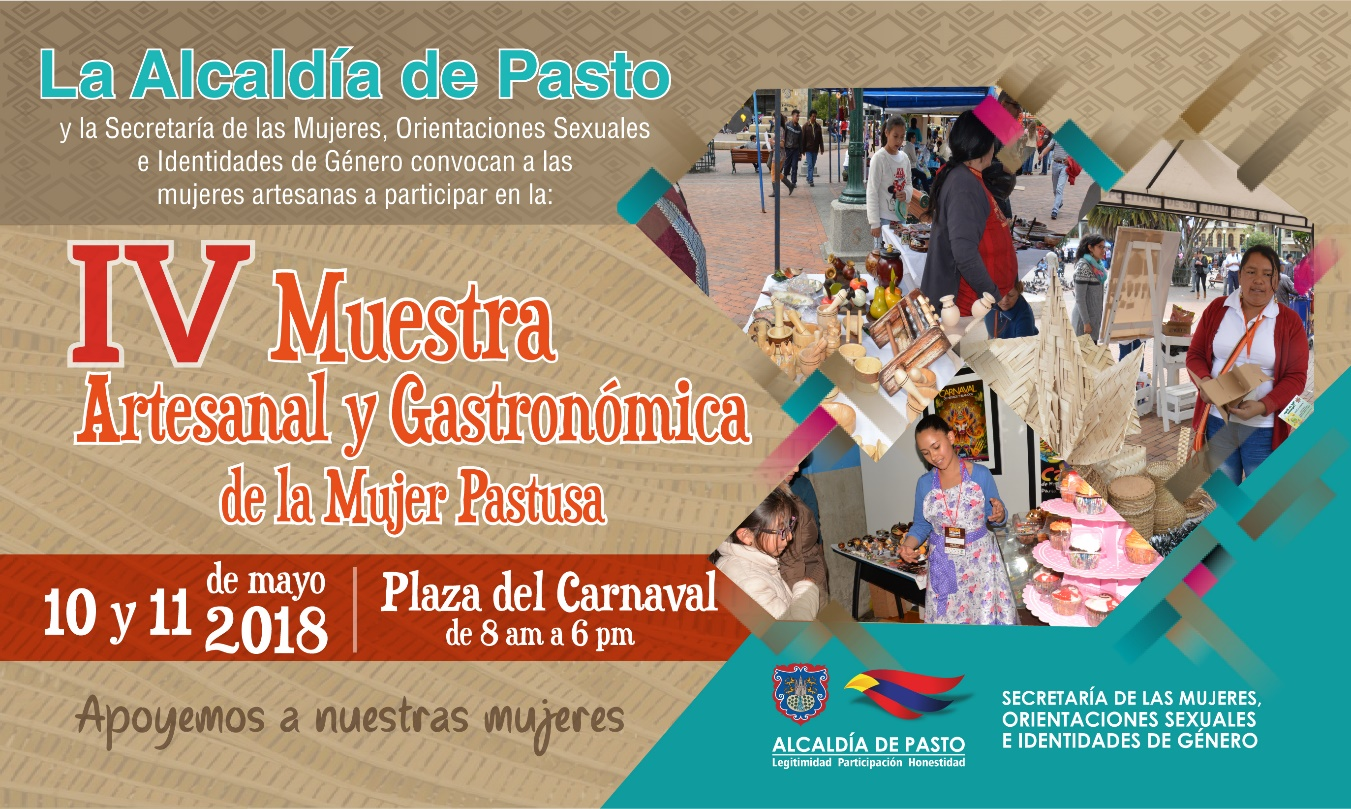 La Alcaldía de Pasto
y la Secretaría de las Mujeres, Orientaciones Sexuales
e Identidades de Género convocan a las
mujeres artesanas a participar en la:
IV Muestra
Artesanal y Gastronómica
de la Mujer Pastusa
10 y 11 de mayo
2018
Plaza del Carnaval
de 8 am a 6 pm
Apoyemos a nuestras mujeres
CARNAVAL
ALCALDÍA DE PASTO
Legitimidad Participación Honestidad
SECRETARÍA DE LAS MUJERES,
ORIENTACIONES SEXUALES
E IDENTIDADES DE GÉNERO